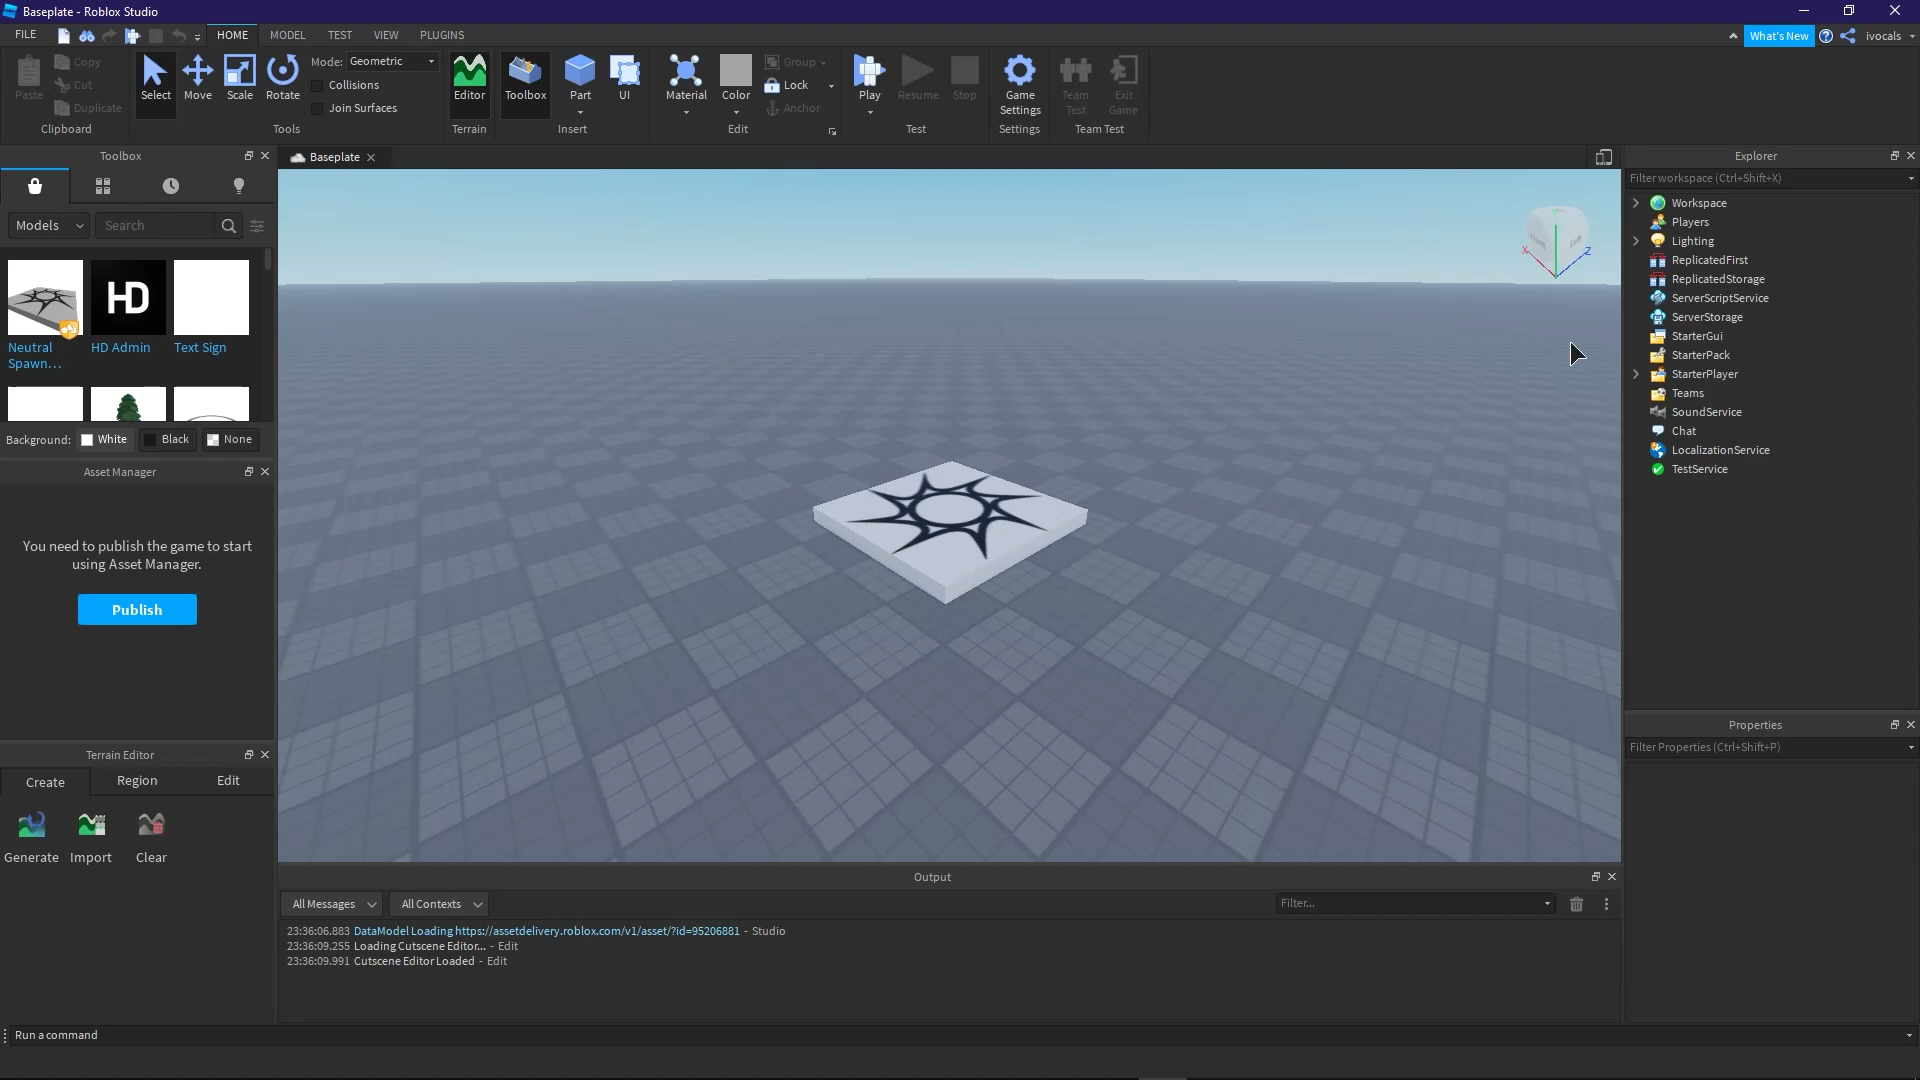 Baseplate - Roblox Studio
FILE HOME MODEL TEST VIEW PLUGINS What's New ivocals
Paste Copy Cut Duplicate
Clipboard
Select Move Scale Rotate Mode: Geometric
Collisions
Join Surfaces
Tools
Editor
Terrain
Toolbox Part UI
Insert
Material Color Group Lock Anchor
Edit
Play Resume Stop
Test
Game Settings
Settings
Team Test Exit Game
Team Test
Toolbox
Models Search
HD
Neutral Spawn... HD Admin Text Sign
Background: White Black None
Asset Manager
You need to publish the game to start
using Asset Manager.
Publish
Terrain Editor
Create Region Edit
Generate Import Clear
Baseplate
Left
X Y Z
Output
All Messages All Contexts Filter...
23:36:06.883 DataModel Loading https://assetdelivery.roblox.com/v1/asset/?id=95206881 - Studio
23:36:09.255 Loading Cutscene Editor... - Edit
23:36:09.991 Cutscene Editor Loaded - Edit
Run a command
Explorer
Filter workspace (Ctrl+Shift+X)
Workspace
Players
Lighting
ReplicatedFirst
ReplicatedStorage
ServerScriptService
ServerStorage
StarterGui
StarterPack
StarterPlayer
Teams
SoundService
Chat
LocalizationService
TestService
Properties
Filter Properties (Ctrl+Shift+P)